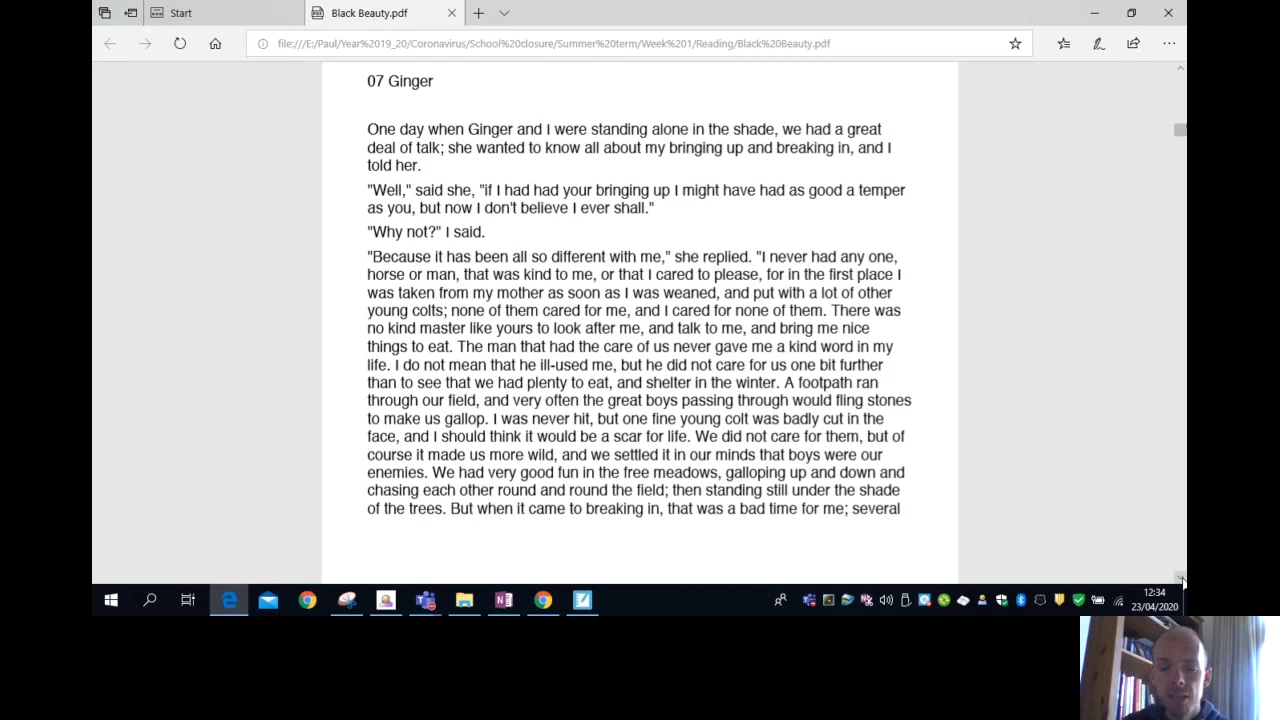 Start
Black Beauty.pdf
file:///E:/Paul/Year%2019_20/Coronavirus/School%20closure/Summer%20term/Week%201/Reading/Black%20Beauty.pdf
07 Ginger
One day when Ginger and I were standing alone in the shade, we had a great
deal of talk; she wanted to know all about my bringing up and breaking in, and I
told her.
"Well," said she, "if I had had your bringing up I might have had as good a temper
as you, but now I don't believe I ever shall."
"Why not?" I said.
"Because it has been all so different with me," she replied. "I never had any one,
horse or man, that was kind to me, or that I cared to please, for in the first place I
was taken from my mother as soon as I was weaned, and put with a lot of other
young colts; none of them cared for me, and I cared for none of them. There was
no kind master like yours to look after me, and talk to me, and bring me nice
things to eat. The man that had the care of us never gave me a kind word in my
life. I do not mean that he ill-used me, but he did not care for us one bit further
than to see that we had plenty to eat, and shelter in the winter. A footpath ran
through our field, and very often the great boys passing through would fling stones
to make us gallop. I was never hit, but one fine young colt was badly cut in the
face, and I should think it would be a scar for life. We did not care for them, but of
course it made us more wild, and we settled it in our minds that boys were our
enemies. We had very good fun in the free meadows, galloping up and down and
chasing each other round and round the field; then standing still under the shade
of the trees. But when it came to breaking in, that was a bad time for me; several
12:34
23/04/2020